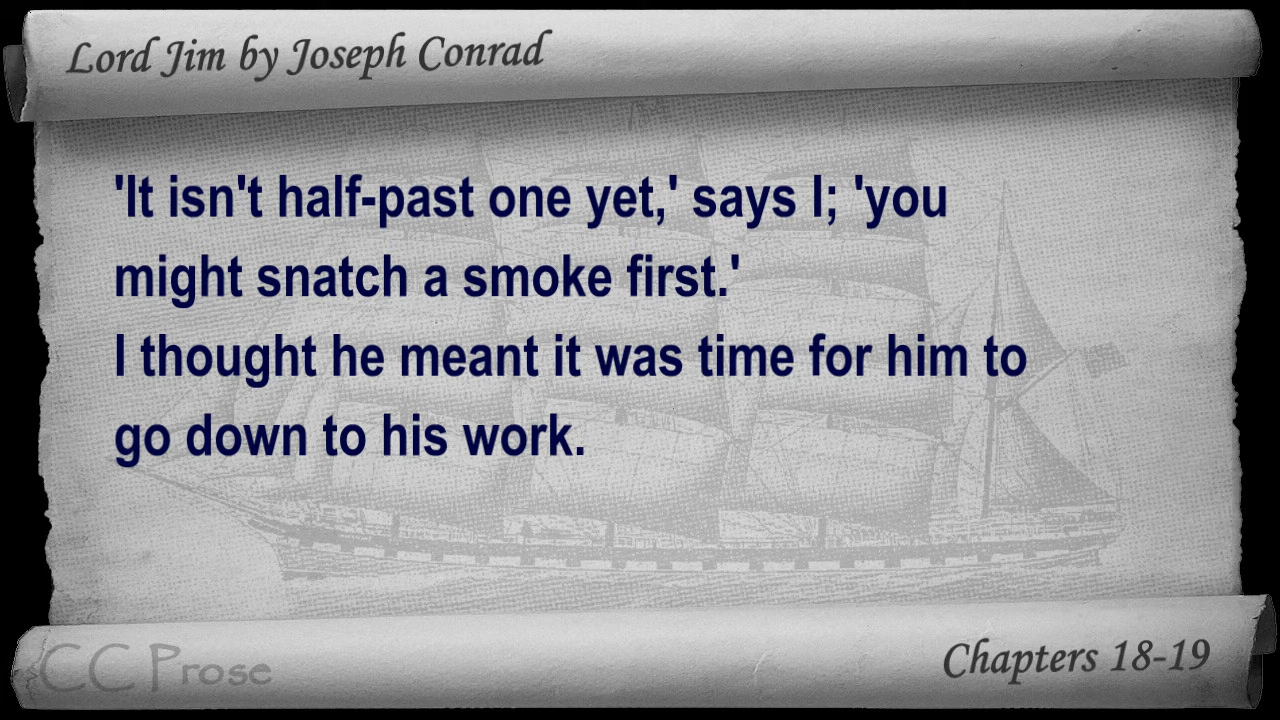 Lord Jim by Joseph Conrad
'It isn't half-past one yet,' says I; 'you
might snatch a smoke first.'
I thought he meant it was time for him to
go down to his work.
CC Prose
Chapters 18-19